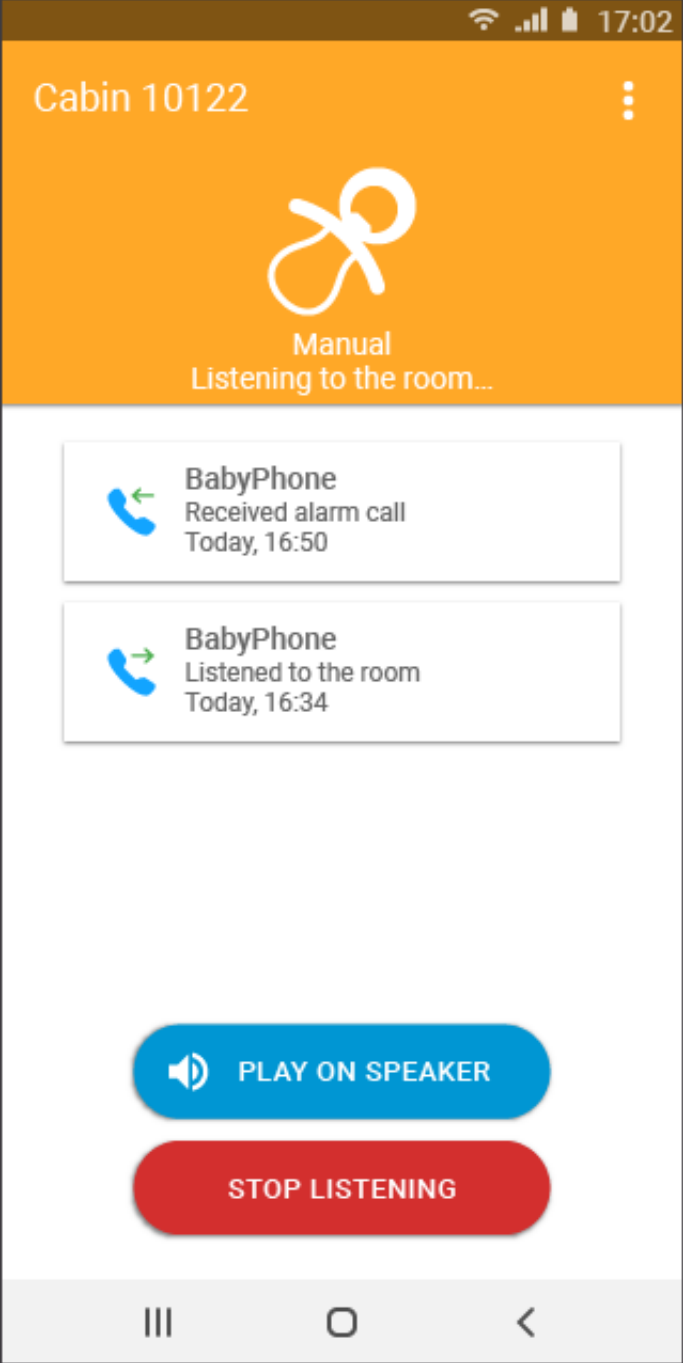 17:02
Cabin 10122
Manual
Listening to the room...
BabyPhone
Received alarm call
Today, 16:50
BabyPhone
Listened to the room
Today, 16:34
PLAY ON SPEAKER
STOP LISTENING